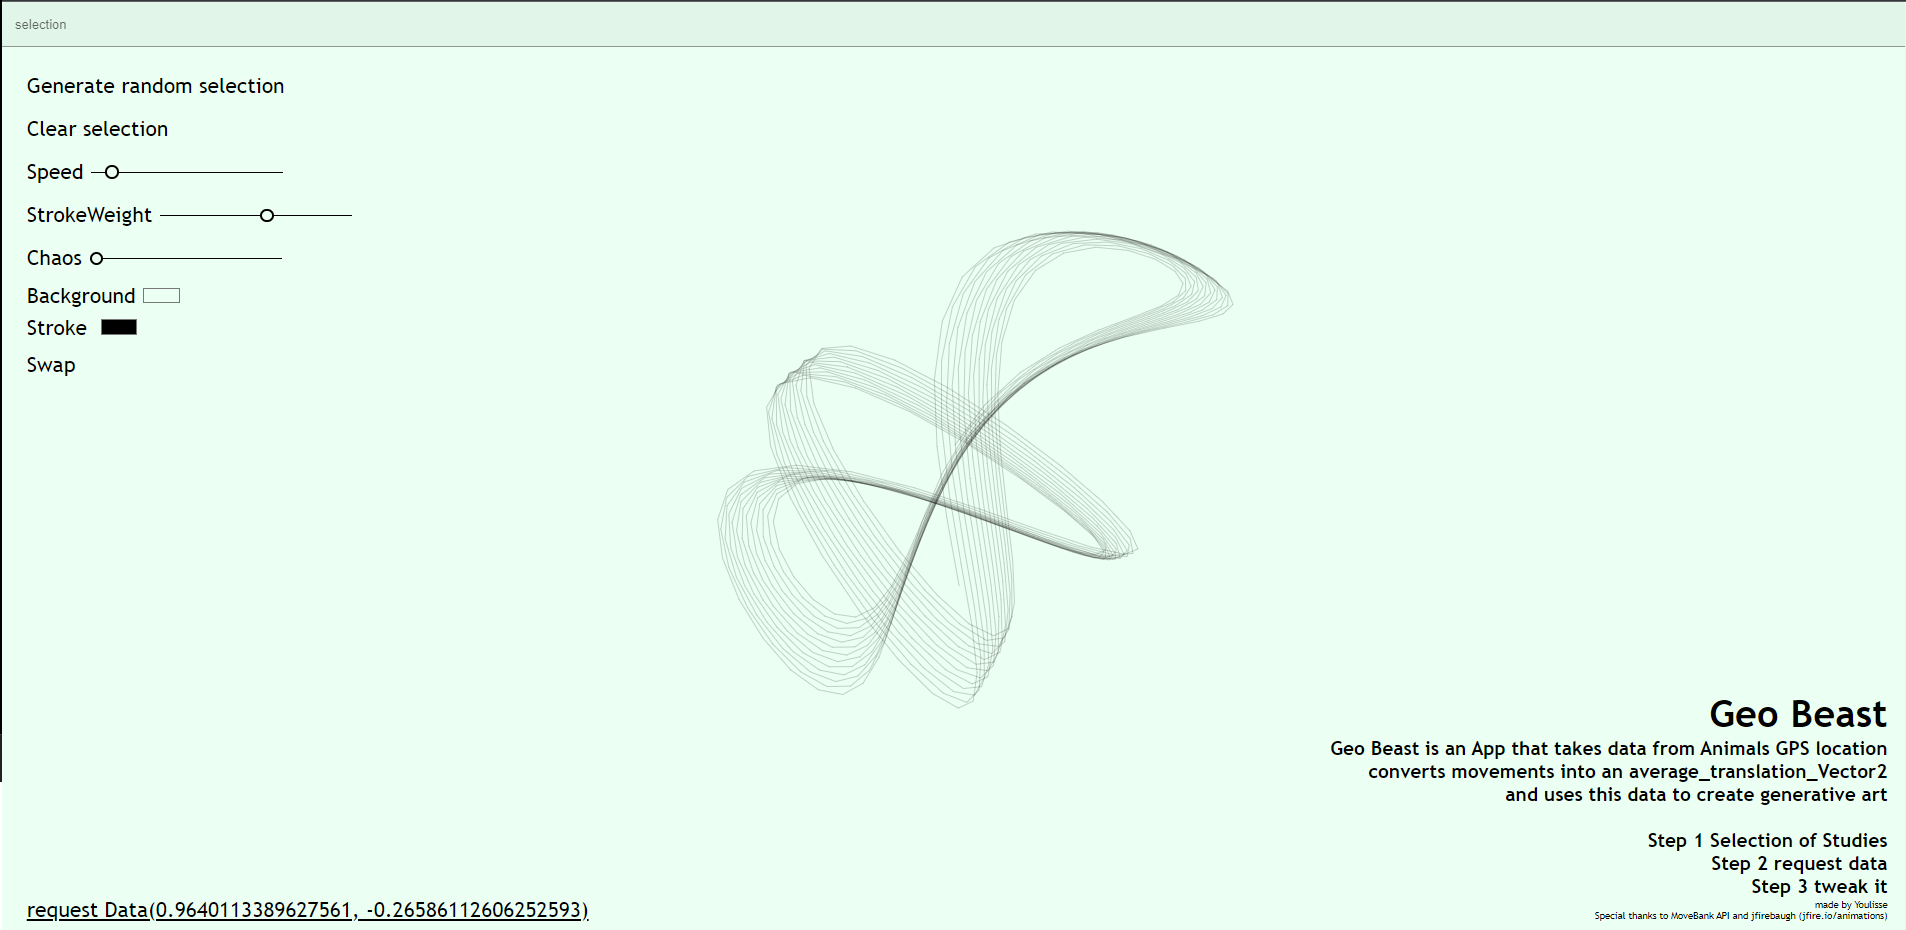 selection
Generate random selection
Clear selection
Speed
StrokeWeight
Chaos
Background
Stroke
Swap
Geo Beast
Geo Beast is an App that takes data from Animals GPS location
converts movements into an average_translation_Vector2
and uses this data to create generative art
Step 1 Selection of Studies
Step 2 request data
Step 3 tweak it
made by Youlisse
Special thanks to MoveBank API and jfirebaugh (jfire.io/animations)
request Data(0.9640113389627561, -0.26586112606252593)